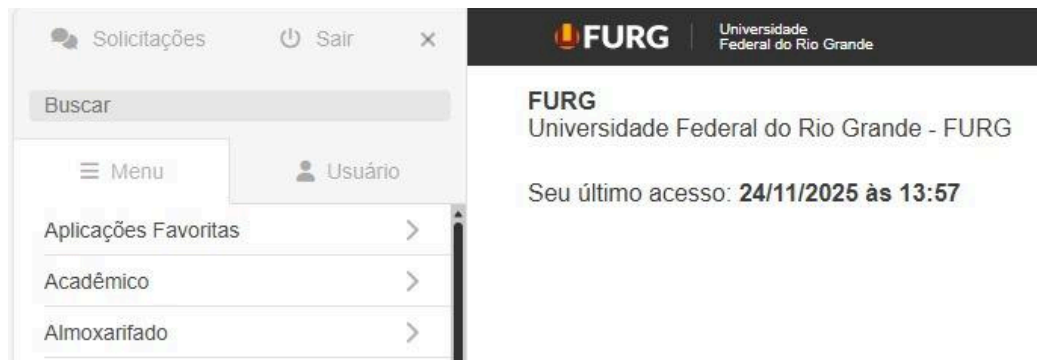 Solicitações Sair
Buscar
Menu Usuário
Aplicações Favoritas
Acadêmico
Almoxarifado
FURG Universidade
Federal do Rio Grande
FURG
Universidade Federal do Rio Grande - FURG
Seu último acesso: 24/11/2025 às 13:57